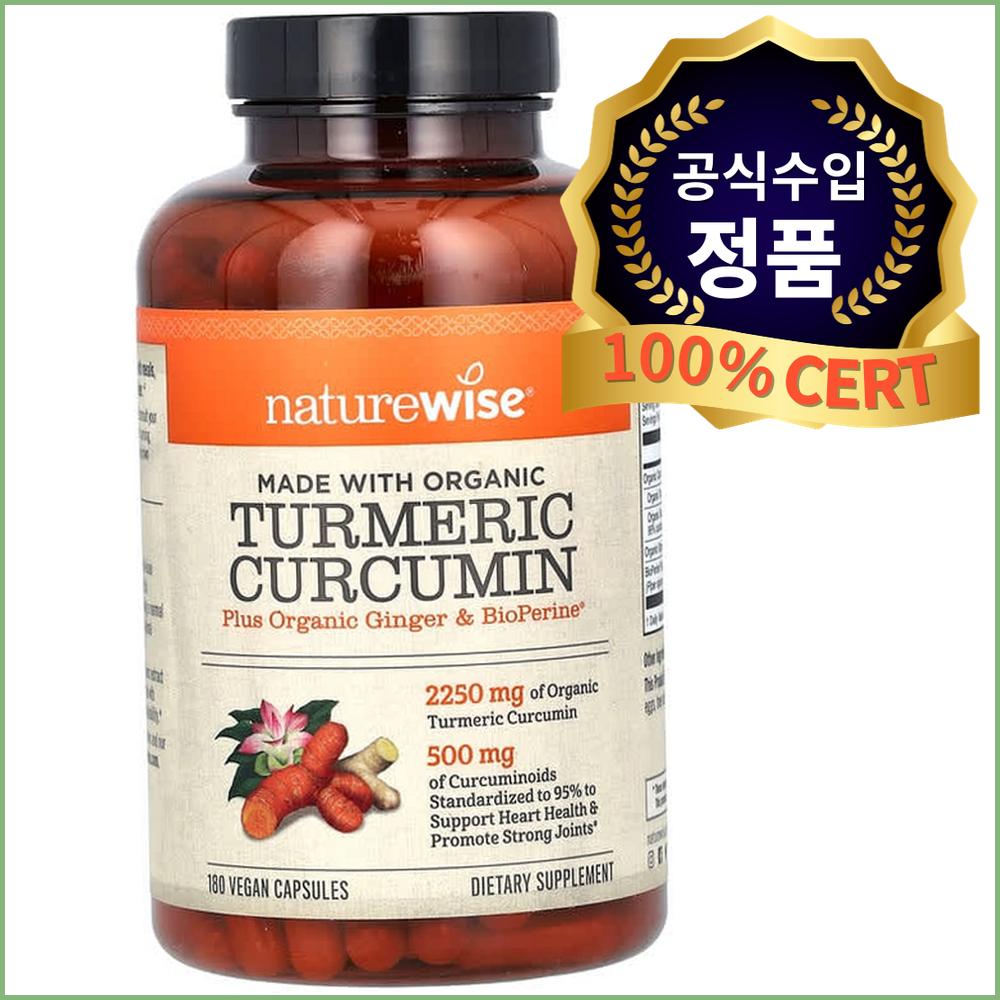 공식수입
정품
100% CERT
naturewise®
MADE WITH ORGANIC
TURMERIC
CURCUMIN
Plus Organic Ginger & BioPerine®
2250 mg of Organic
Turmeric Curcumin
500 mg
of Curcuminoids
Standardized to 95% to
Support Heart Health &
Promote Strong Joints*
180 VEGAN CAPSULES
DIETARY SUPPLEMENT